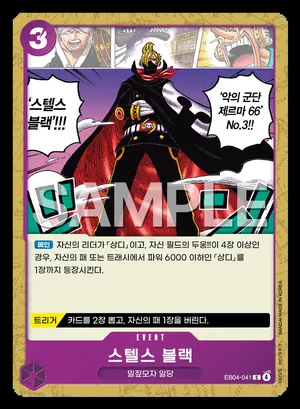 3
'스텔스
블랙'!!!
'악의 군단
제르마 66'
No.3!!
SAMPLE
메인 자신의 리더가 「상디」이고, 자신 필드의 두웅!!이 4장 이상인
경우, 자신의 패 또는 트래시에서 파워 6000 이하인 「상디」를
1장까지 등장시킨다.
트리거 카드를 2장 뽑고, 자신의 패 1장을 버린다.
EVENT
스텔스 블랙
밀짚모자 일당
EB04-041